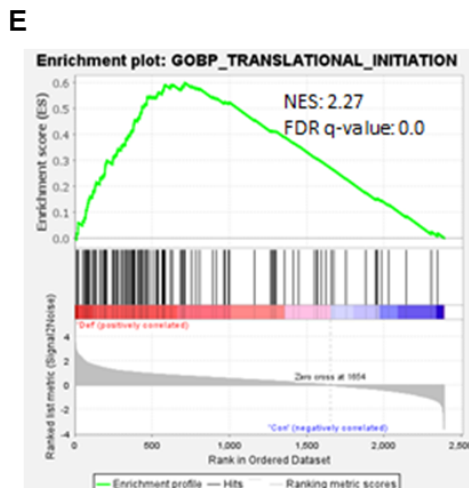 E
Enrichment plot: GOBP_TRANSLATIONAL_INITIATION
NES: 2.27
FDR q-value: 0.0
Enrichment score (ES)
0.6
0.5
0.4
0.3
0.2
0.1
0.0
'Def' (positively correlated)
Zero cross at 1654
'Con' (negatively correlated)
Ranked list metric (Signal2Noise)
4
2
0
-2
-4
0 500 1,000 1,500 2,000 2,500
Rank in Ordered Dataset
Enrichment profile Hits Ranking metric scores